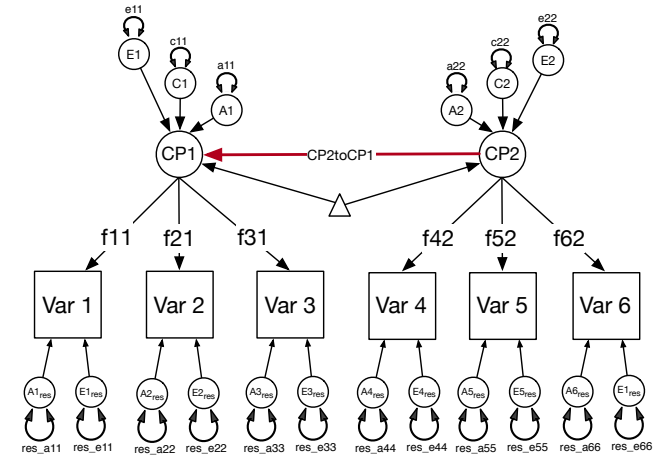 e11
c11
a11
E1
C1
A1
a22
c22
e22
A2
C2
E2
CP1
CP2toCP1
CP2
f11
f21
f31
f42
f52
f62
Var 1
Var 2
Var 3
Var 4
Var 5
Var 6
A1res
E1res
A2res
E2res
A3res
E3res
A4res
E4res
A5res
E5res
A6res
E1res
res_a11
res_e11
res_a22
res_e22
res_a33
res_e33
res_a44
res_e44
res_a55
res_e55
res_a66
res_e66